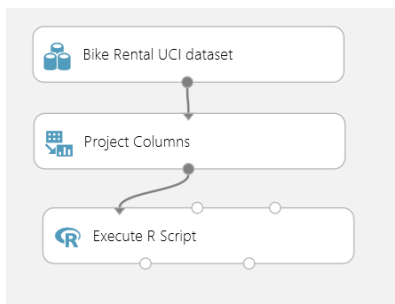 Bike Rental UCI dataset
Project Columns
R
Execute R Script